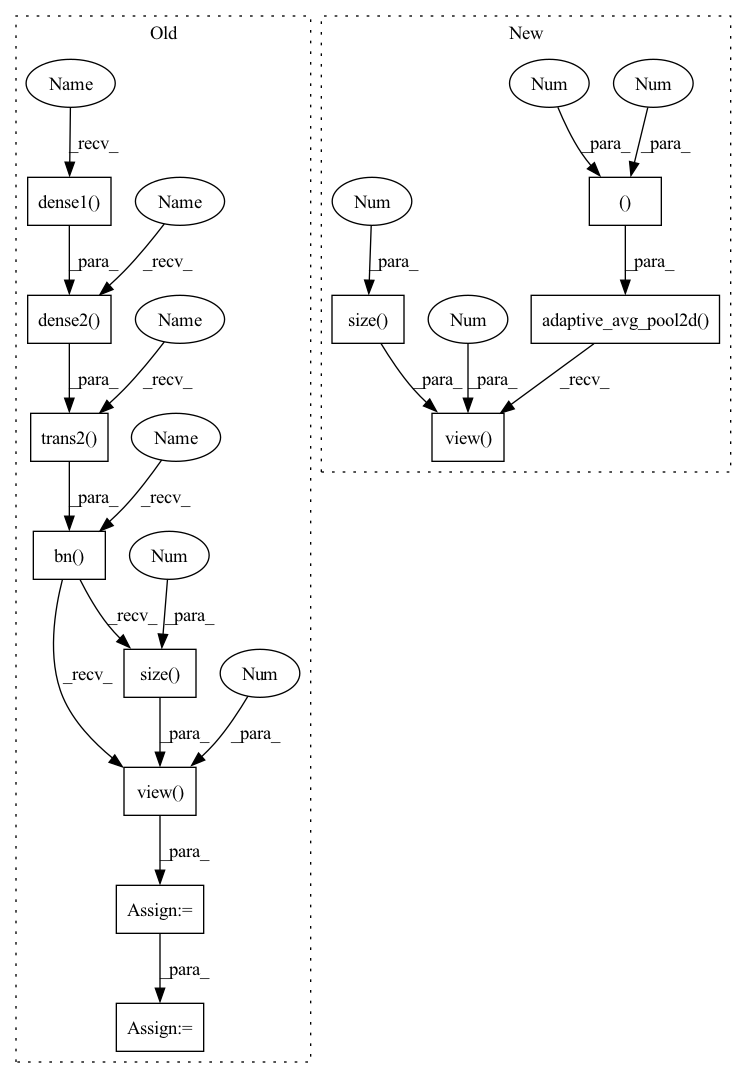 Old
New
Name
Num
Num
_recv_
_para_
_para_
dense1()
Name
Num
()
_para_
_recv_
_para_
_para_
dense2()
Name
size()
Num
adaptive_avg_pool2d()
_para_
_recv_
_para_
_para_
_recv_
trans2()
Name
view()
_para_
_recv_
bn()
Num
_recv_
_para_
_recv_
size()
Num
_para_
_para_
view()
_para_
Assign:=
_para_
Assign:=